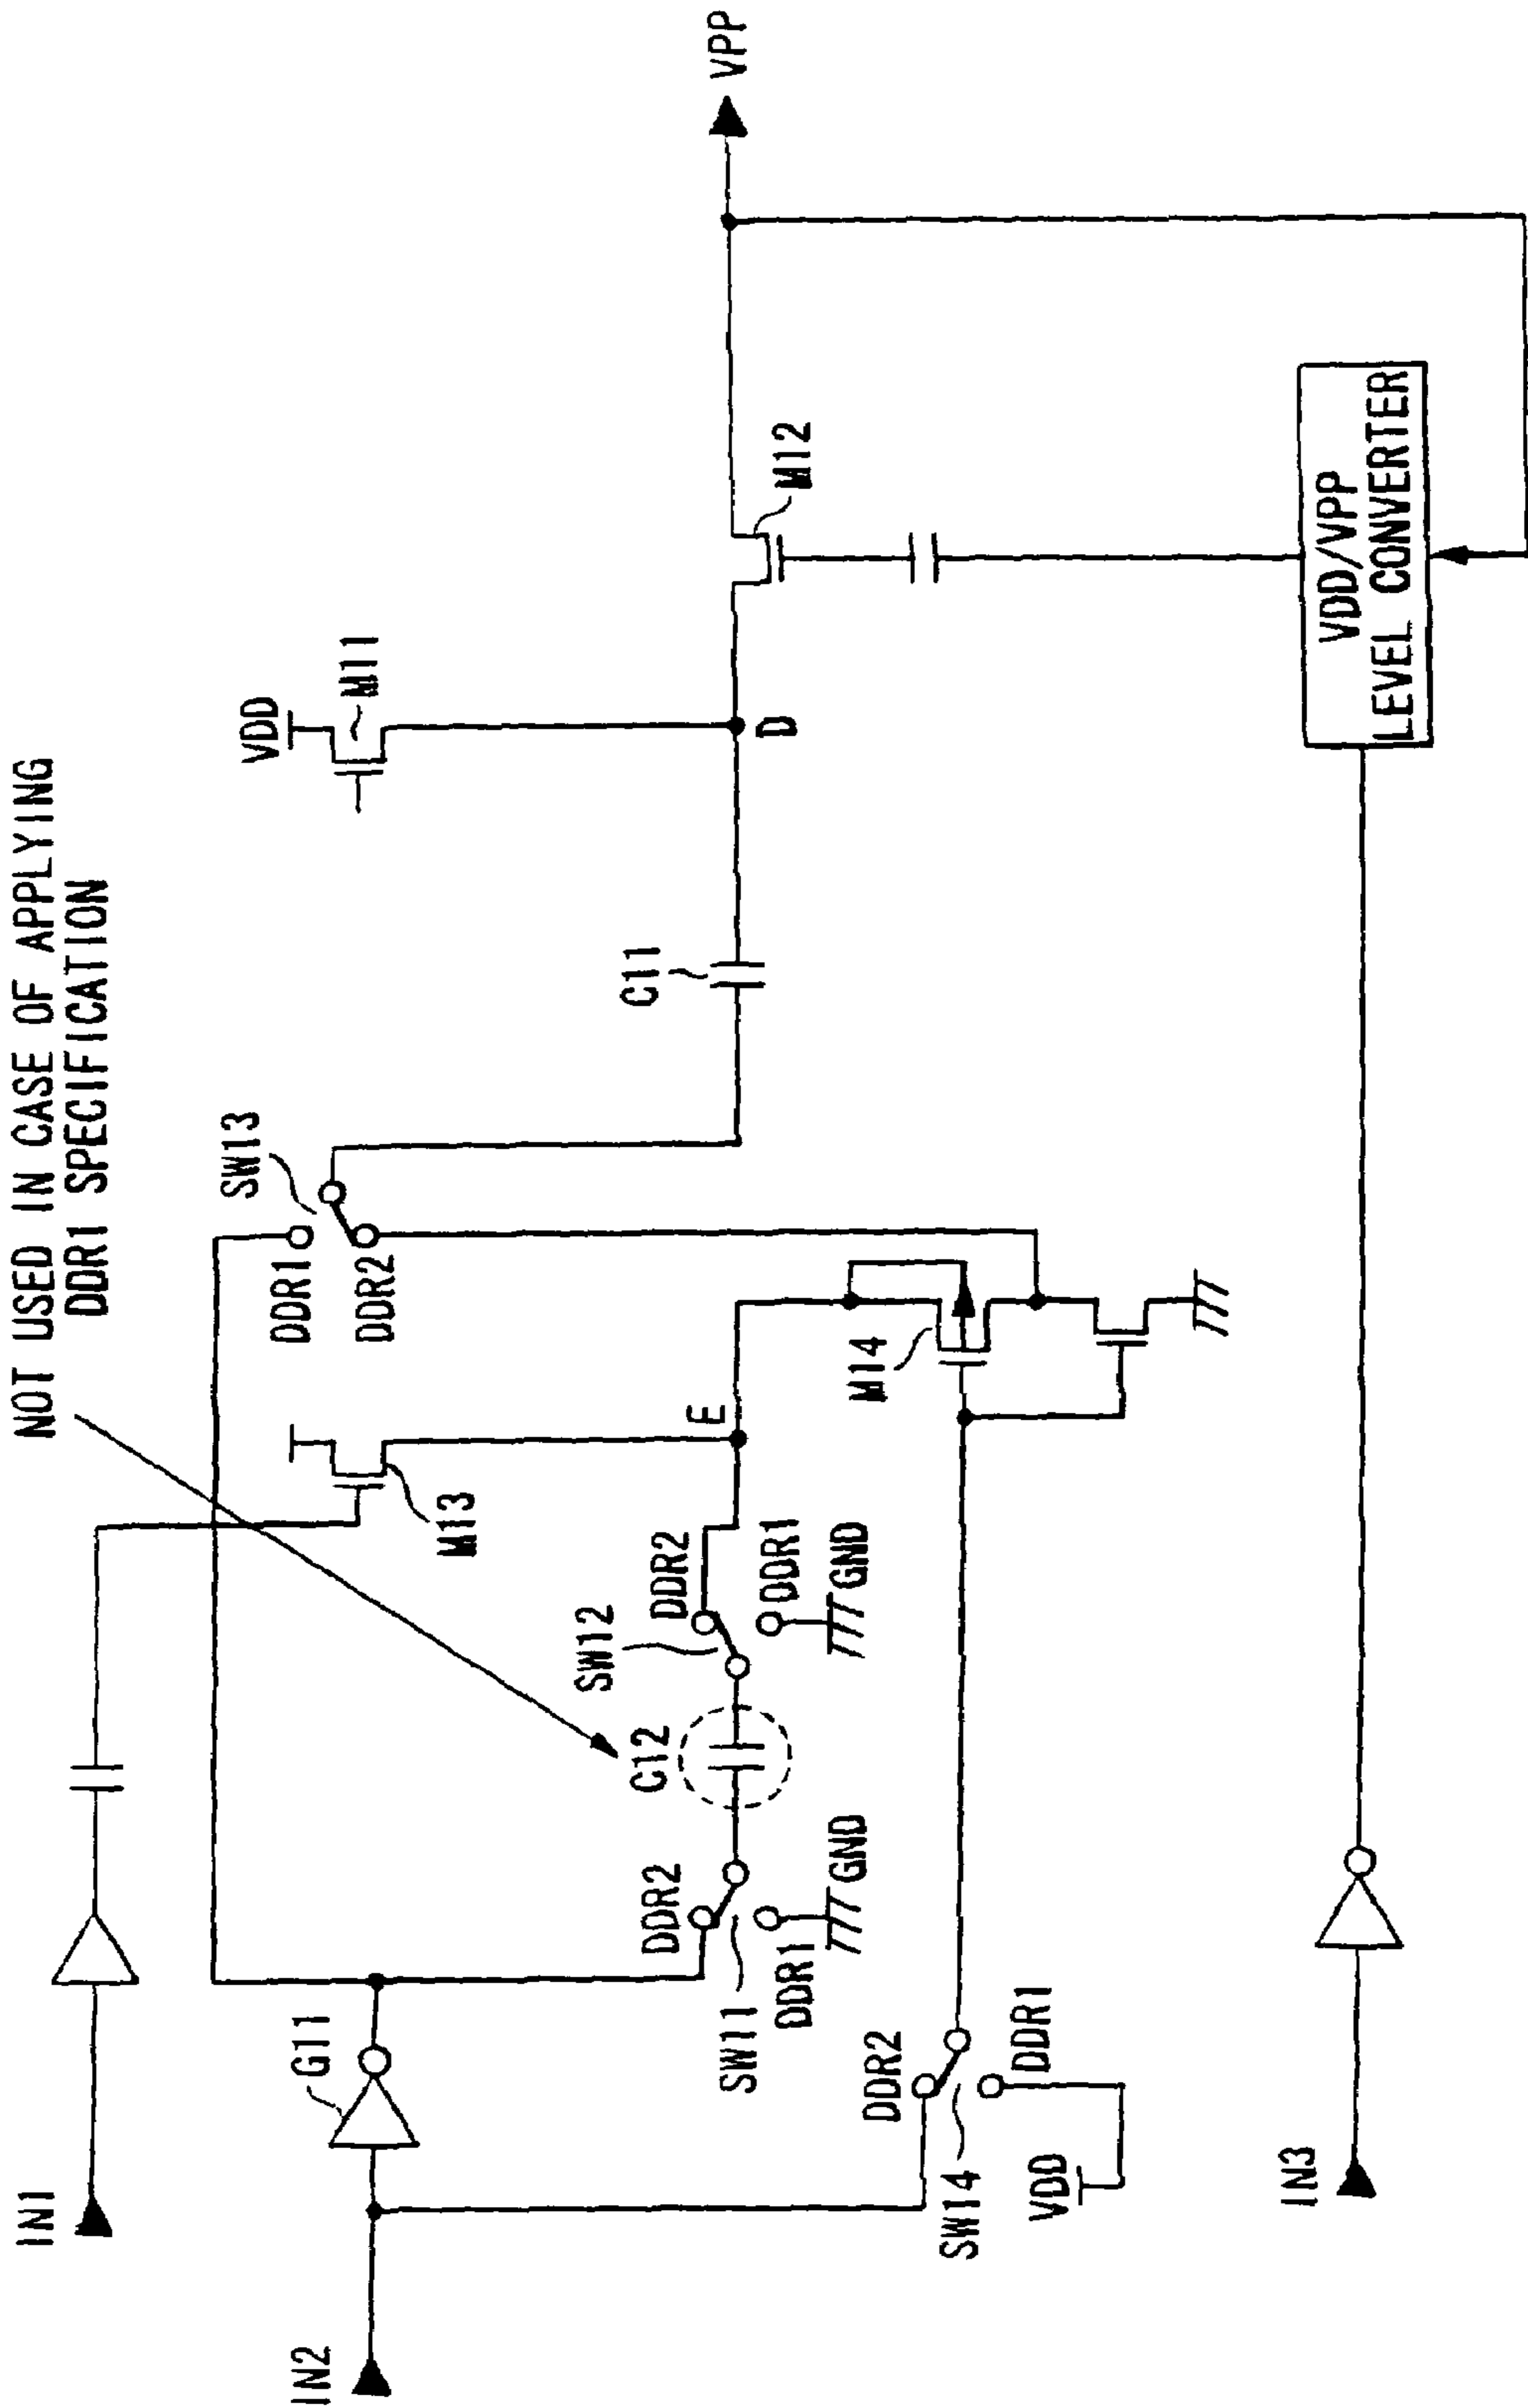 NOT USED IN CASE OF APPLYING
DDR1 SPECIFICATION
IN1
IN2
G11
SW11
DDR2
DDR1
GND
C12
SW12
DDR2
DDR1
GND
M13
E
SW13
DDR1
DDR2
C11
VDD
M11
D
M12
VPP
M14
SW14
DDR2
DDR1
VDD
IN3
VDD/VPP
LEVEL CONVERTER